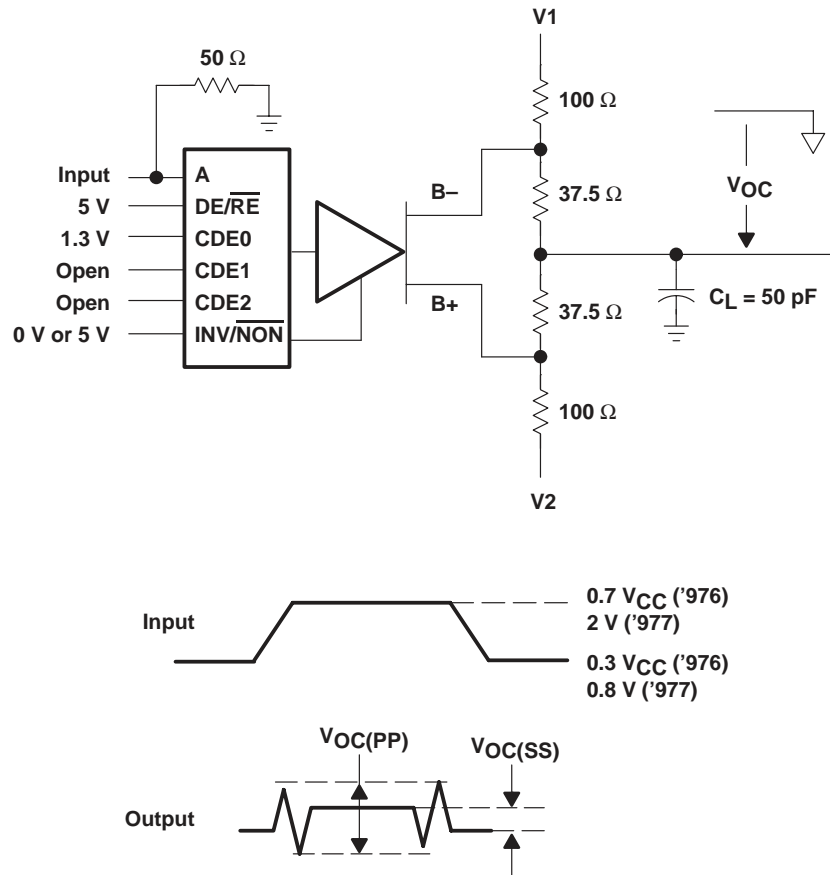 V1
50 Ω
100 Ω
Input
A
B–
37.5 Ω
VOC
5 V
DE/RE
1.3 V
CDE0
Open
CDE1
Open
CDE2
B+
37.5 Ω
CL = 50 pF
0 V or 5 V
INV/NON
100 Ω
V2
Input
0.7 VCC ('976)
2 V ('977)
0.3 VCC ('976)
0.8 V ('977)
VOC(PP)
VOC(SS)
Output